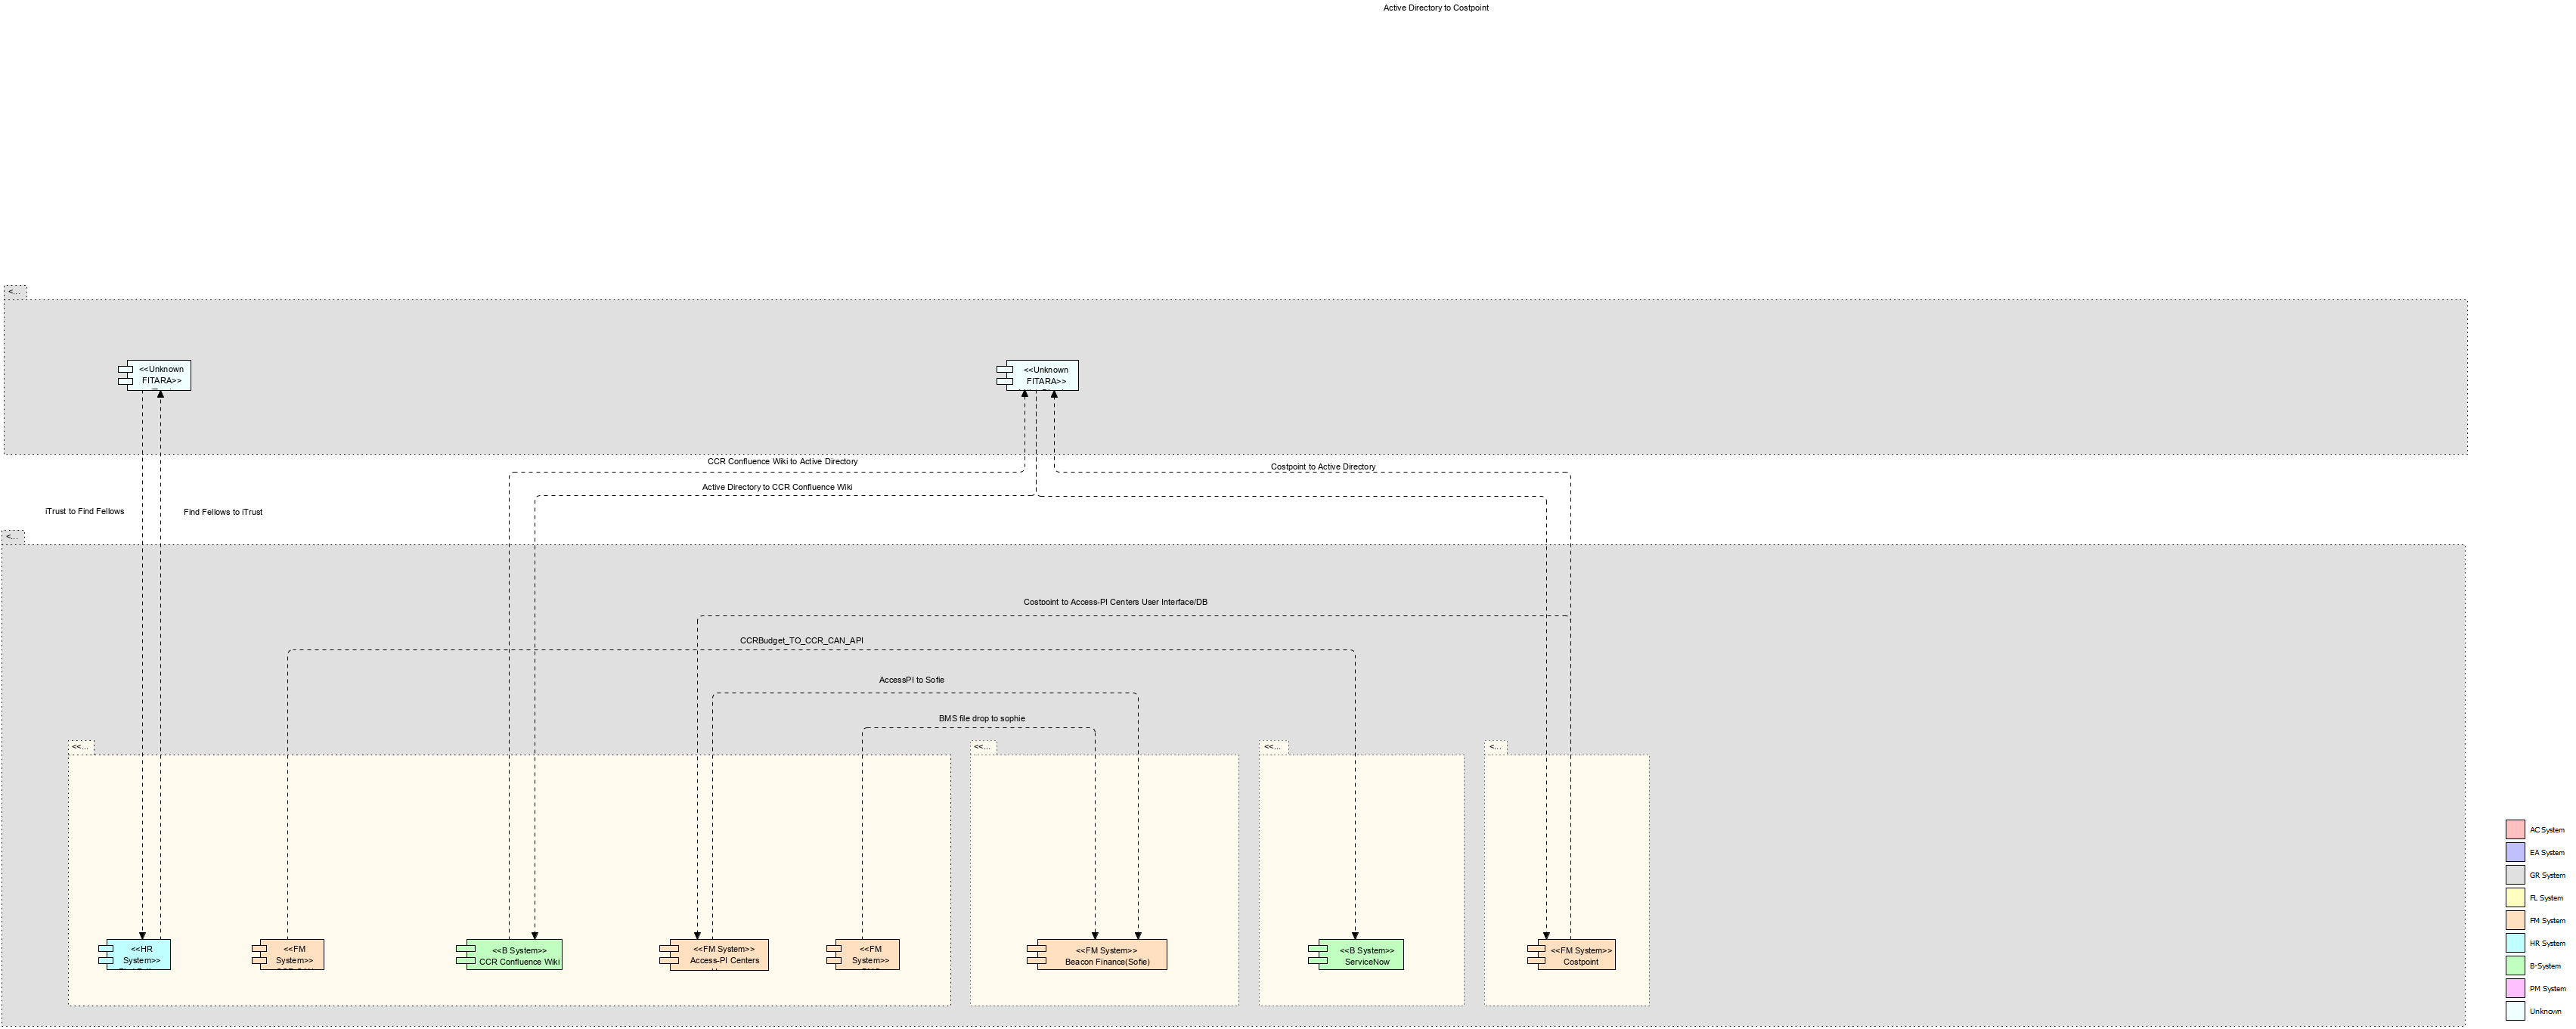 Active Directory to Costpoint
<...
<<Unknown
FITARA>>
<<Unknown
FITARA>>
CCR Confluence Wiki to Active Directory
Costpoint to Active Directory
Active Directory to CCR Confluence Wiki
iTrust to Find Fellows
Find Fellows to iTrust
<...
Costpoint to Access-PI Centers User Interface/DB
CCRBudget_TO_CCR_CAN_API
AccessPI to Sofie
BMS file drop to sophie
<<...
<<...
<<...
<...
<<HR
System>>
<<FM
System>>
<<B System>>
CCR Confluence Wiki
<<FM System>>
Access-PI Centers
<<FM
System>>
<<FM System>>
Beacon Finance(Sofie)
<<B System>>
ServiceNow
<<FM System>>
Costpoint
AC System
EA System
GR System
FL System
FM System
HR System
B-System
PM System
Unknown